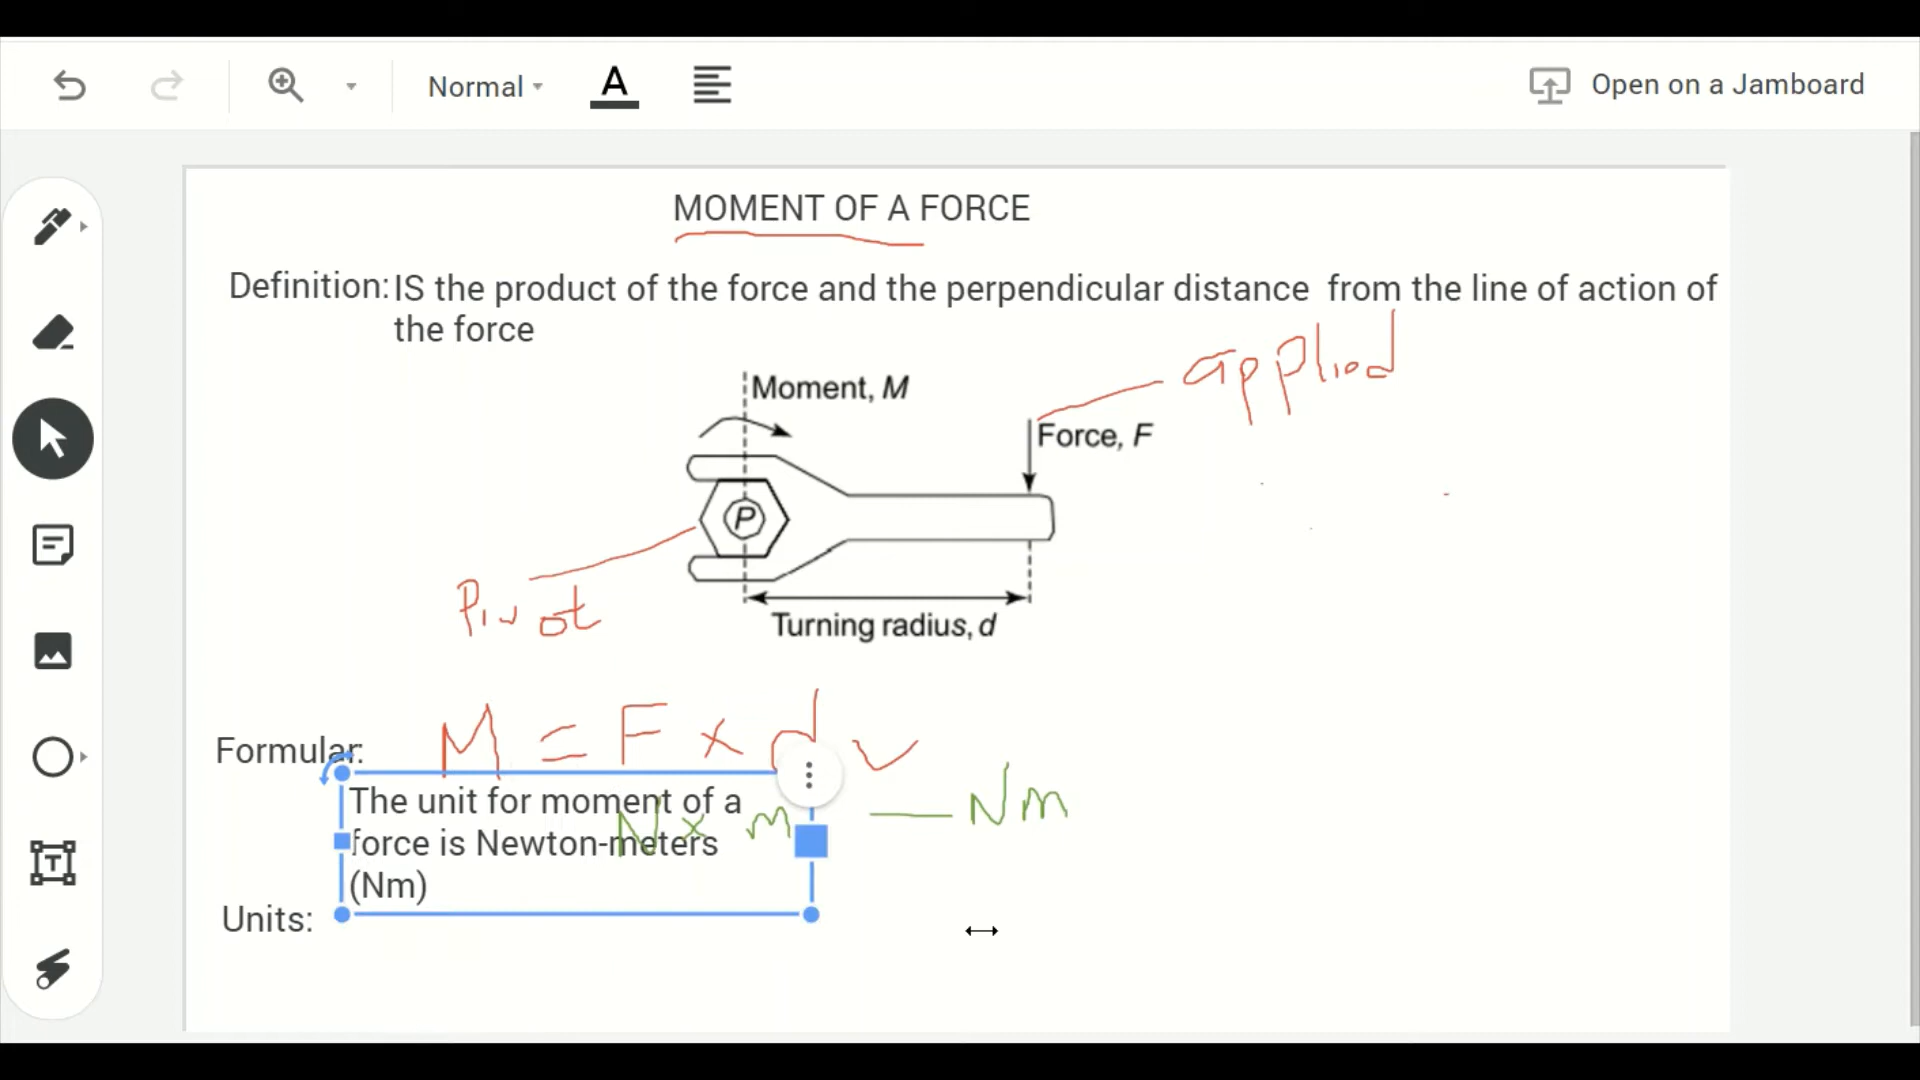 Normal
A
Open on a Jamboard
MOMENT OF A FORCE
Definition: IS the product of the force and the perpendicular distance from the line of action of
the force
applied
Moment, M
Force, F
P
Pivot
Turning radius, d
Formular: M = F x d
The unit for moment of a
force is Newton-meters
(Nm)
N x m — Nm
Units: